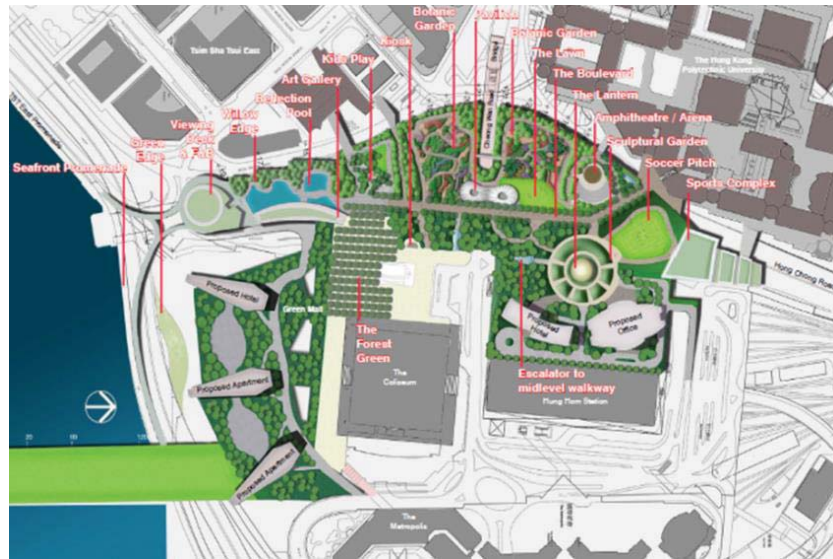 Botanic
Garden
Pavilion
Botanic Garden
The Lawn
The Boulevard
The Lantern
Amphitheatre / Arena
Sculptural Garden
Soccer Pitch
Sports Complex
Kiosk
Kids Play
Art Gallery
Reflection
Pool
Willow
Edge
Viewing
Deck
& F&B
Green
Edge
Seafront Promenade
Tsim Sha Tsui East
The Hong Kong
Polytechnic University
Hong Chong Road
Proposed Hotel
Green Mall
Proposed Apartment
Proposed Apartment
The
Forest
Green
The
Coliseum
Proposed
Hotel
Proposed
Office
Escalator to
midlevel walkway
Hung Hom Station
The
Metropolis